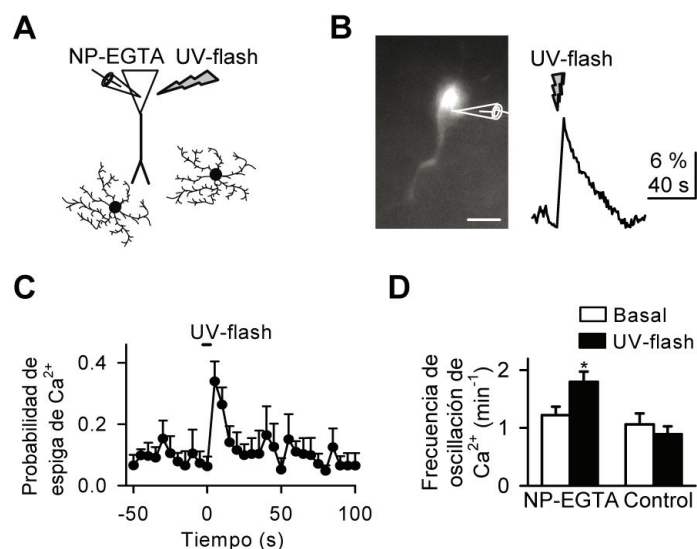 A
NP-EGTA UV-flash
B
UV-flash
6 %
40 s
C
UV-flash
Probabilidad de
espiga de Ca²⁺
0.4
0.2
0.0
-50 0 50 100
Tiempo (s)
D
Basal
UV-flash
Frecuencia de
oscilación de
Ca²⁺ (min⁻¹)
2
1
0
*
NP-EGTA Control